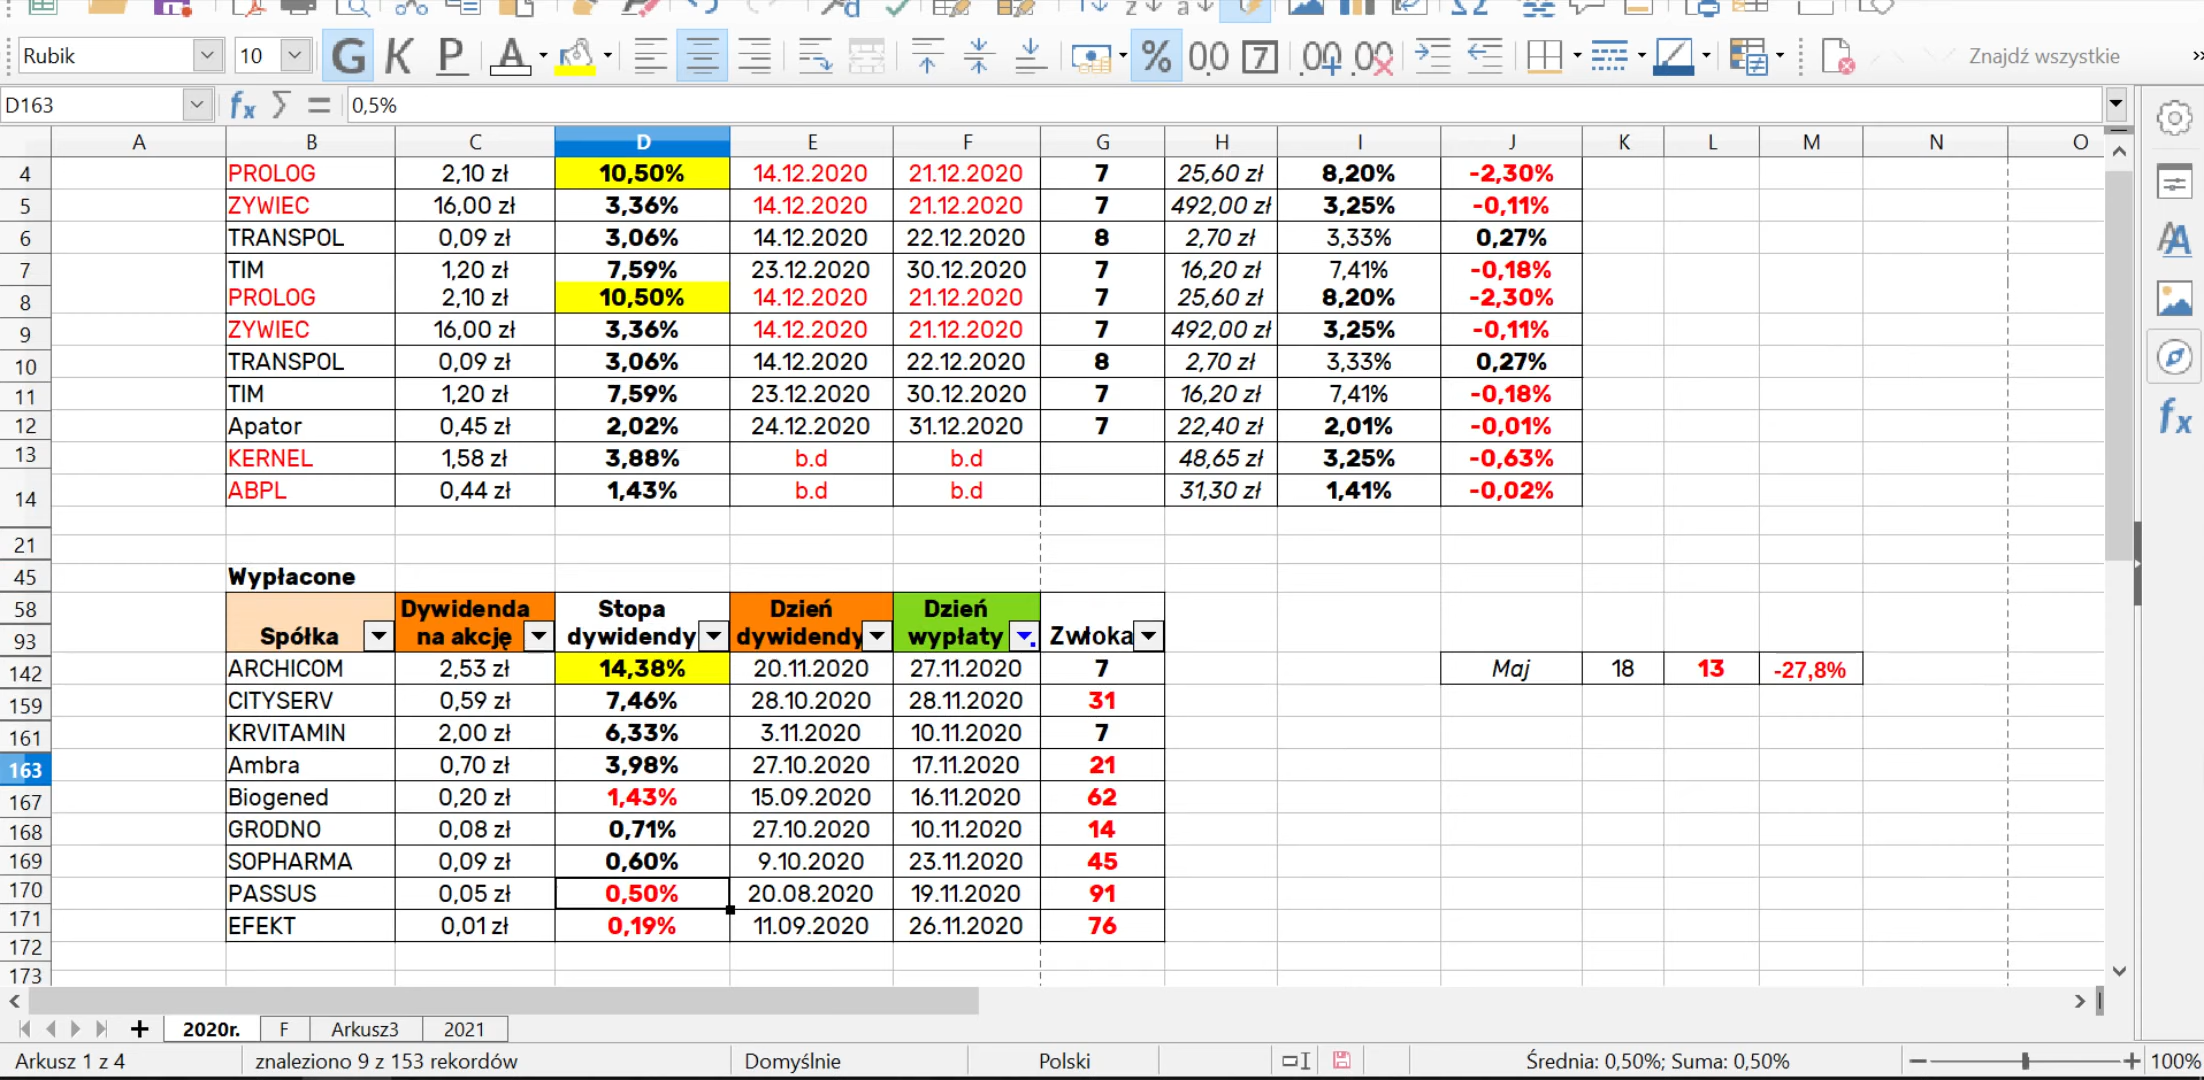 Rubik 10 G K P A % 00 7 00 00 Znajdź wszystkie
D163 fx Σ = 0,5%
A B C D E F G H I J K L M N O
4 PROLOG 2,10 zł 10,50% 14.12.2020 21.12.2020 7 25,60 zł 8,20% -2,30%
5 ZYWIEC 16,00 zł 3,36% 14.12.2020 21.12.2020 7 492,00 zł 3,25% -0,11%
6 TRANSPOL 0,09 zł 3,06% 14.12.2020 22.12.2020 8 2,70 zł 3,33% 0,27%
7 TIM 1,20 zł 7,59% 23.12.2020 30.12.2020 7 16,20 zł 7,41% -0,18%
8 PROLOG 2,10 zł 10,50% 14.12.2020 21.12.2020 7 25,60 zł 8,20% -2,30%
9 ZYWIEC 16,00 zł 3,36% 14.12.2020 21.12.2020 7 492,00 zł 3,25% -0,11%
10 TRANSPOL 0,09 zł 3,06% 14.12.2020 22.12.2020 8 2,70 zł 3,33% 0,27%
11 TIM 1,20 zł 7,59% 23.12.2020 30.12.2020 7 16,20 zł 7,41% -0,18%
12 Apator 0,45 zł 2,02% 24.12.2020 31.12.2020 7 22,40 zł 2,01% -0,01%
13 KERNEL 1,58 zł 3,88% b.d b.d 48,65 zł 3,25% -0,63%
14 ABPL 0,44 zł 1,43% b.d b.d 31,30 zł 1,41% -0,02%
21
45 Wypłacone
58 Dywidenda Stopa Dzień Dzień
93 Spółka na akcję dywidendy dywidendy wypłaty Zwłoka
142 ARCHICOM 2,53 zł 14,38% 20.11.2020 27.11.2020 7 Maj 18 13 -27,8%
159 CITYSERV 0,59 zł 7,46% 28.10.2020 28.11.2020 31
161 KRVITAMIN 2,00 zł 6,33% 3.11.2020 10.11.2020 7
163 Ambra 0,70 zł 3,98% 27.10.2020 17.11.2020 21
167 Biogened 0,20 zł 1,43% 15.09.2020 16.11.2020 62
168 GRODNO 0,08 zł 0,71% 27.10.2020 10.11.2020 14
169 SOPHARMA 0,09 zł 0,60% 9.10.2020 23.11.2020 45
170 PASSUS 0,05 zł 0,50% 20.08.2020 19.11.2020 91
171 EFEKT 0,01 zł 0,19% 11.09.2020 26.11.2020 76
172
173
2020r. F Arkusz3 2021
Arkusz 1 z 4 znaleziono 9 z 153 rekordów Domyślnie Polski Średnia: 0,50%; Suma: 0,50% 100%